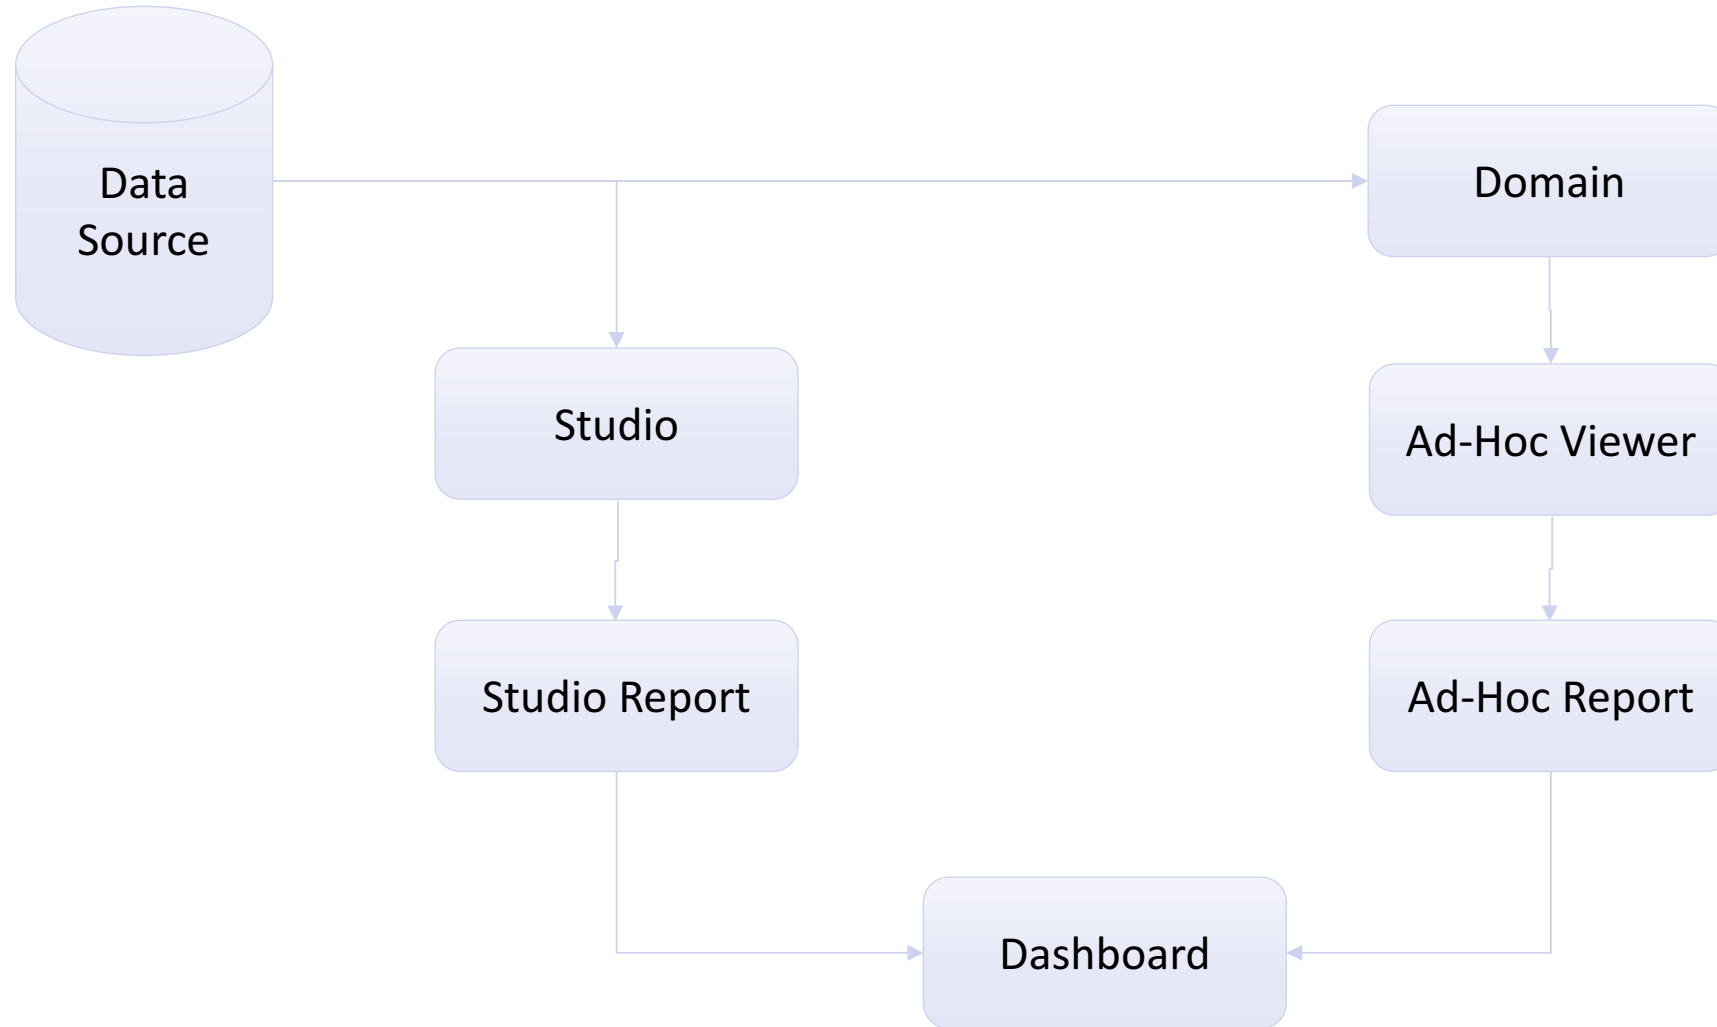 Data
Source
Domain
Studio
Ad-Hoc Viewer
Studio Report
Ad-Hoc Report
Dashboard